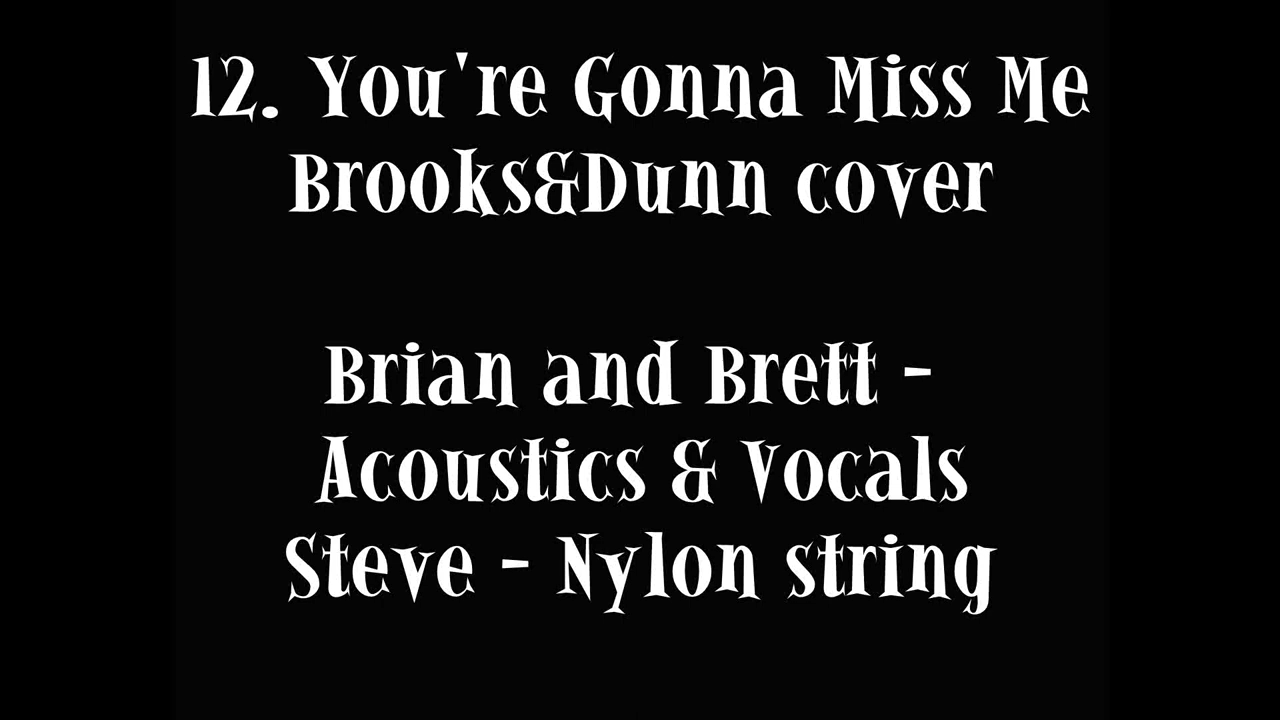 12. You're Gonna Miss Me
Brooks&Dunn cover
Brian and Brett -
Acoustics & Vocals
Steve - Nylon string